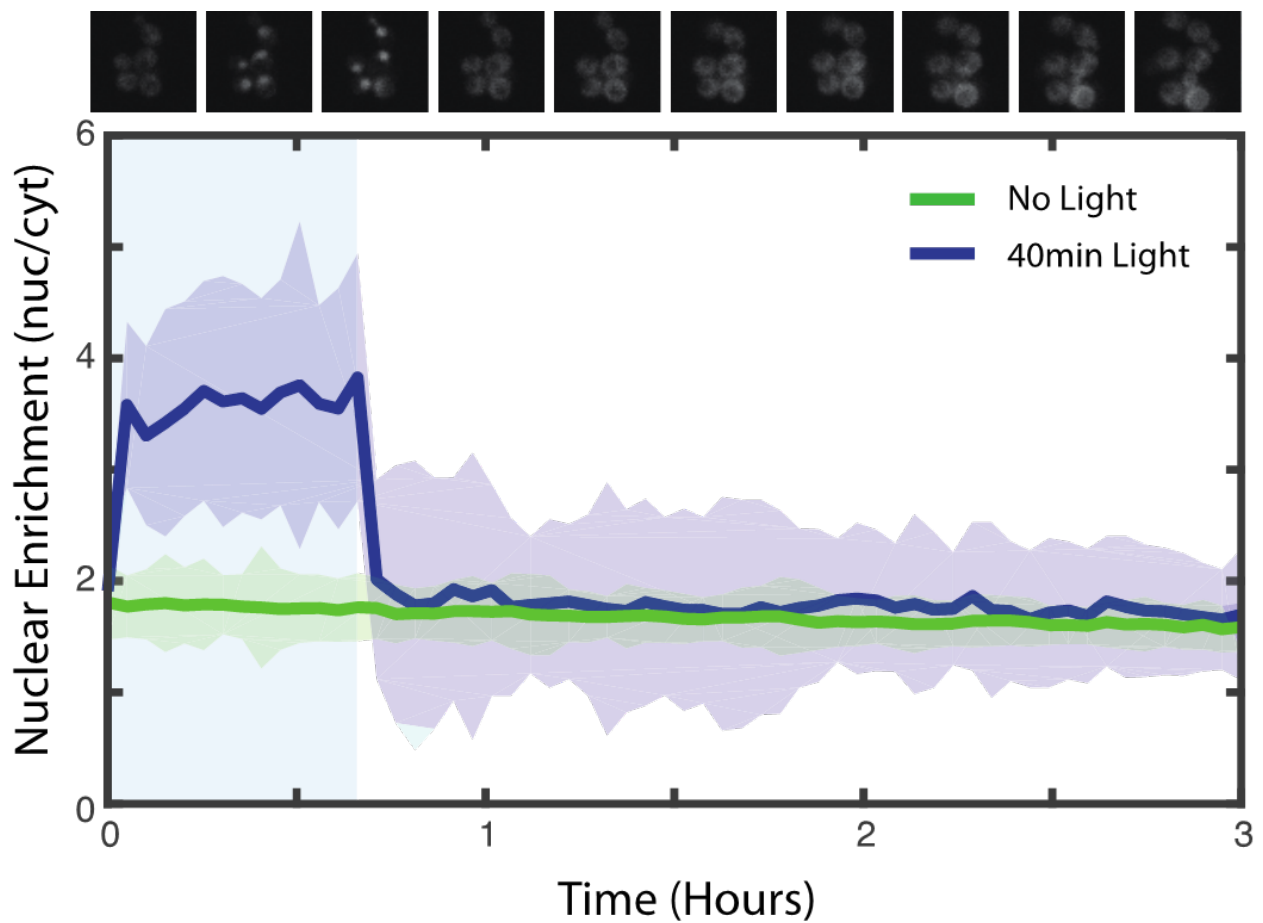 6
4
2
0
Nuclear Enrichment (nuc/cyt)
No Light
40min Light
0 1 2 3
Time (Hours)